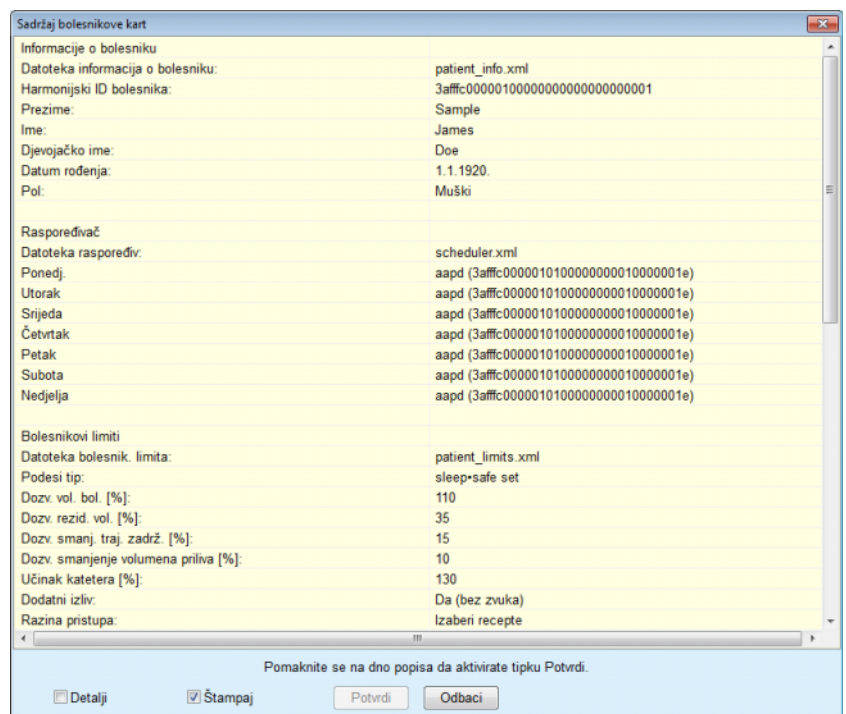 Sadržaj bolesnikove kart
Informacije o bolesniku
Datoteka informacija o bolesniku: patient_info.xml
Harmonijski ID bolesnika: 3afffc00000100000000000000000001
Prezime: Sample
Ime: James
Djevojačko ime: Doe
Datum rođenja: 1.1.1920.
Pol: Muški
Raspoređivač
Datoteka raspoređiv: scheduler.xml
Ponedj. aapd (3afffc0000010100000000010000001e)
Utorak aapd (3afffc0000010100000000010000001e)
Srijeda aapd (3afffc0000010100000000010000001e)
Četvrtak aapd (3afffc0000010100000000010000001e)
Petak aapd (3afffc0000010100000000010000001e)
Subota aapd (3afffc0000010100000000010000001e)
Nedjelja aapd (3afffc0000010100000000010000001e)
Bolesnikovi limiti
Datoteka bolesnik. limita: patient_limits.xml
Podesi tip: sleep•safe set
Dozv. vol. bol. [%]: 110
Dozv. rezid. vol. [%]: 35
Dozv. smanj. traj. zadrž. [%]: 15
Dozv. smanjenje volumena priliva [%]: 10
Učinak katetera [%]: 130
Dodatni izliv: Da (bez zvuka)
Razina pristupa: Izaberi recepte
Pomaknite se na dno popisa da aktivirate tipku Potvrdi.
Detalji Štampaj Potvrdi Odbaci